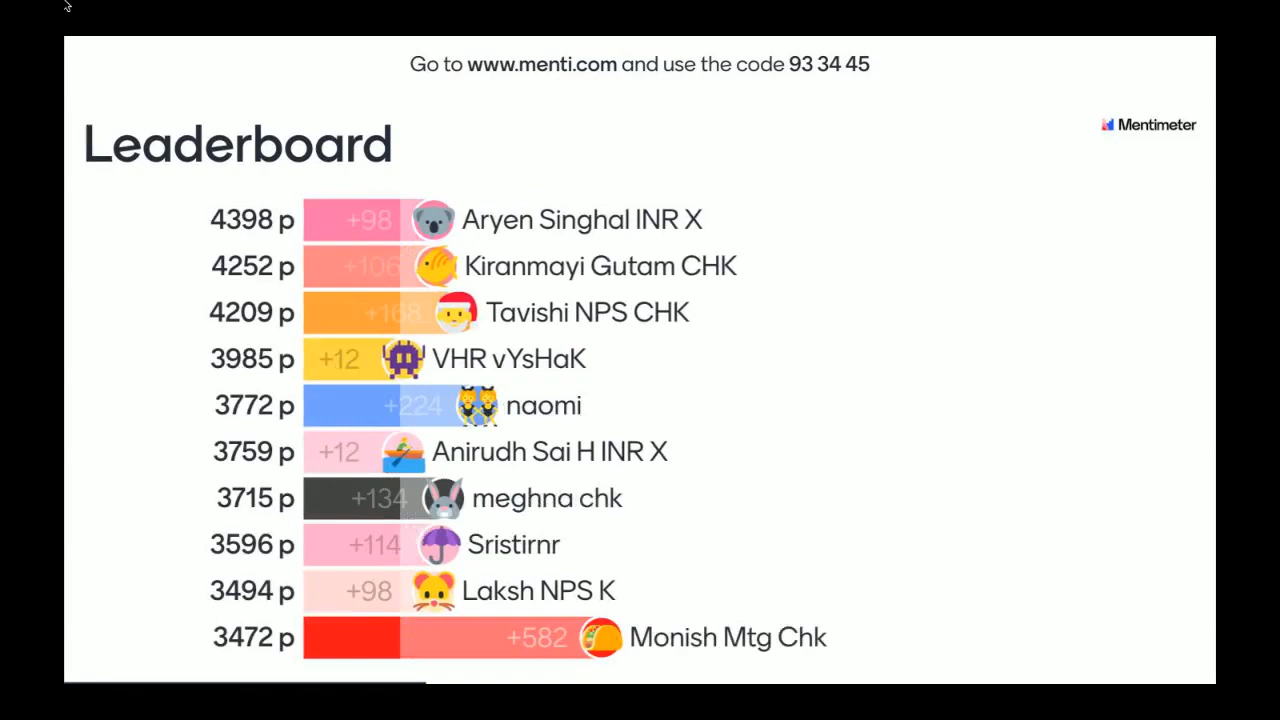 Go to www.menti.com and use the code 93 34 45
Mentimeter
Leaderboard
4398 p +98 Aryen Singhal INR X
4252 p +106 Kiranmayi Gutam CHK
4209 p +168 Tavishi NPS CHK
3985 p +12 VHR vYsHaK
3772 p +224 naomi
3759 p +12 Anirudh Sai H INR X
3715 p +134 meghna chk
3596 p +114 Sristirnr
3494 p +98 Laksh NPS K
3472 p +582 Monish Mtg Chk